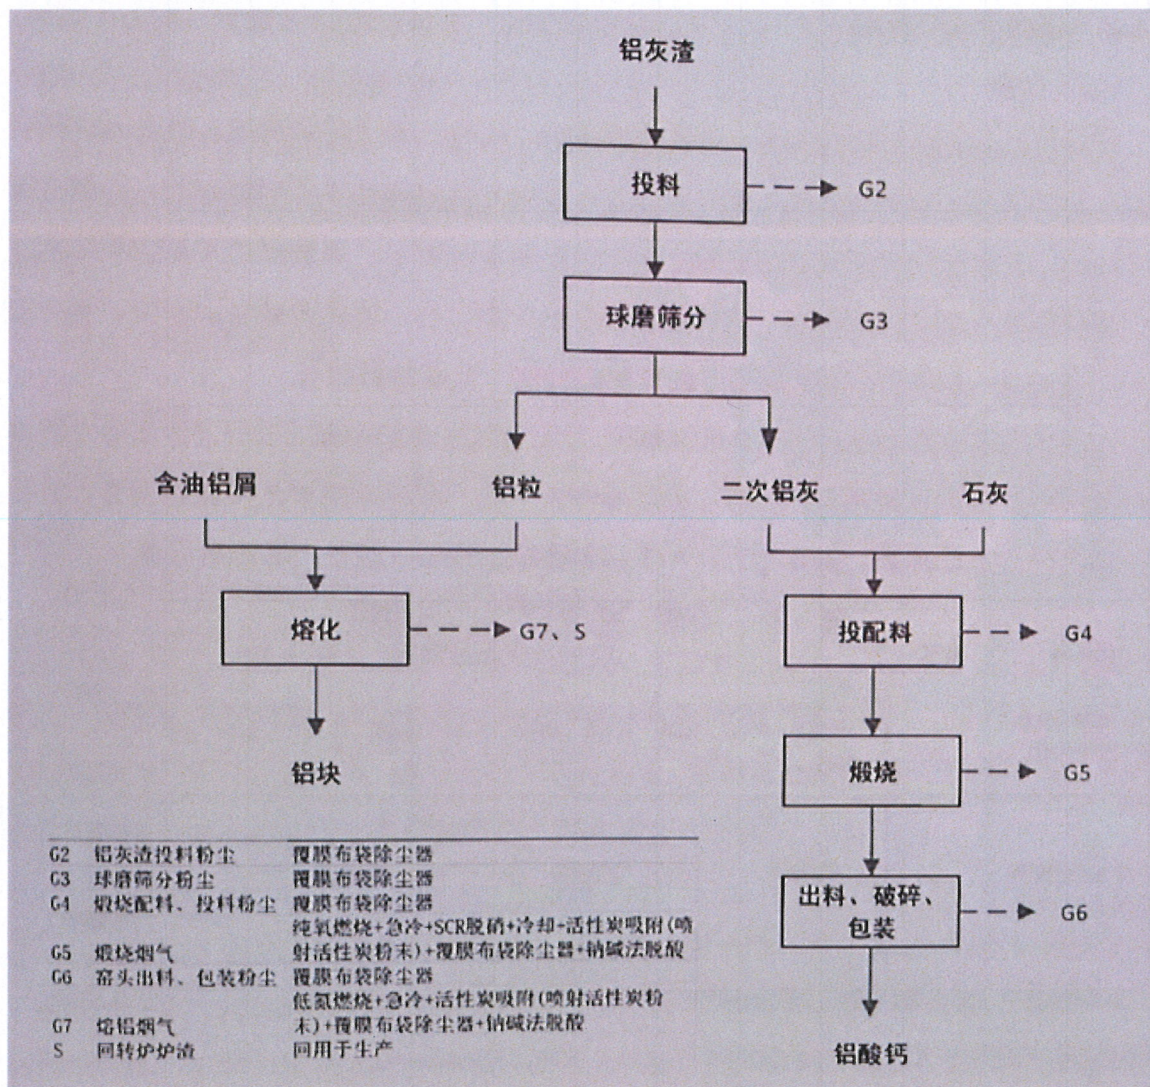 铝灰渣
投料
G2
球磨筛分
G3
含油铝屑
铝粒
二次铝灰
石灰
熔化
G7、S
投配料
G4
铝块
煅烧
G5
出料、破碎、
包装
G6
铝酸钙
G2 铝灰渣投料粉尘 覆膜布袋除尘器
G3 球磨筛分粉尘 覆膜布袋除尘器
G4 煅烧配料、投料粉尘 覆膜布袋除尘器
纯氧燃烧+急冷+SCR脱硝+冷却+活性炭吸附(喷
G5 煅烧烟气 射活性炭粉末)+覆膜布袋除尘器+钠碱法脱酸
G6 窑头出料、包装粉尘 覆膜布袋除尘器
低氮燃烧+急冷+活性炭吸附(喷射活性炭粉
G7 熔铝烟气 末)+覆膜布袋除尘器+钠碱法脱酸
S 回转炉炉渣 回用于生产